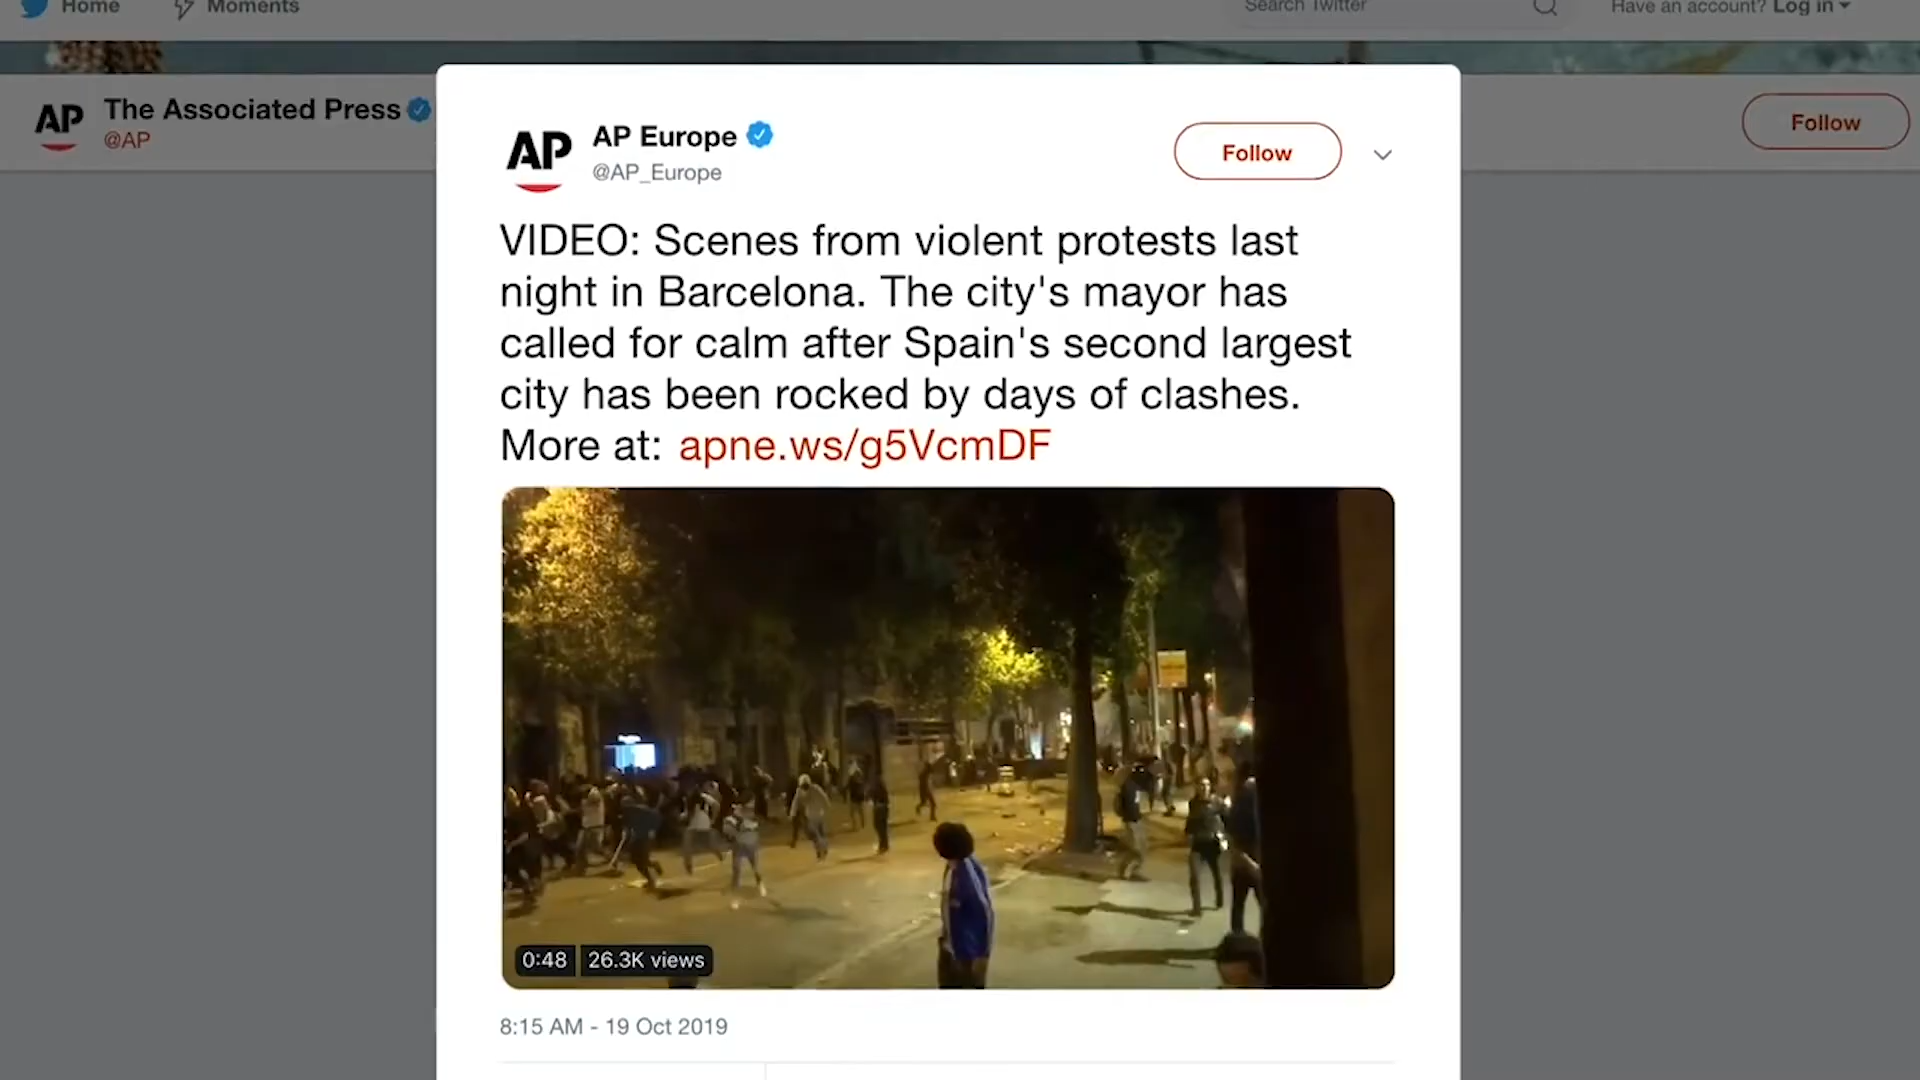 Home Moments Search Twitter Have an account? Log in
AP The Associated Press
@AP
Follow
AP AP Europe
@AP_Europe
Follow
VIDEO: Scenes from violent protests last
night in Barcelona. The city's mayor has
called for calm after Spain's second largest
city has been rocked by days of clashes.
More at: apne.ws/g5VcmDF
0:48 26.3K views
8:15 AM - 19 Oct 2019